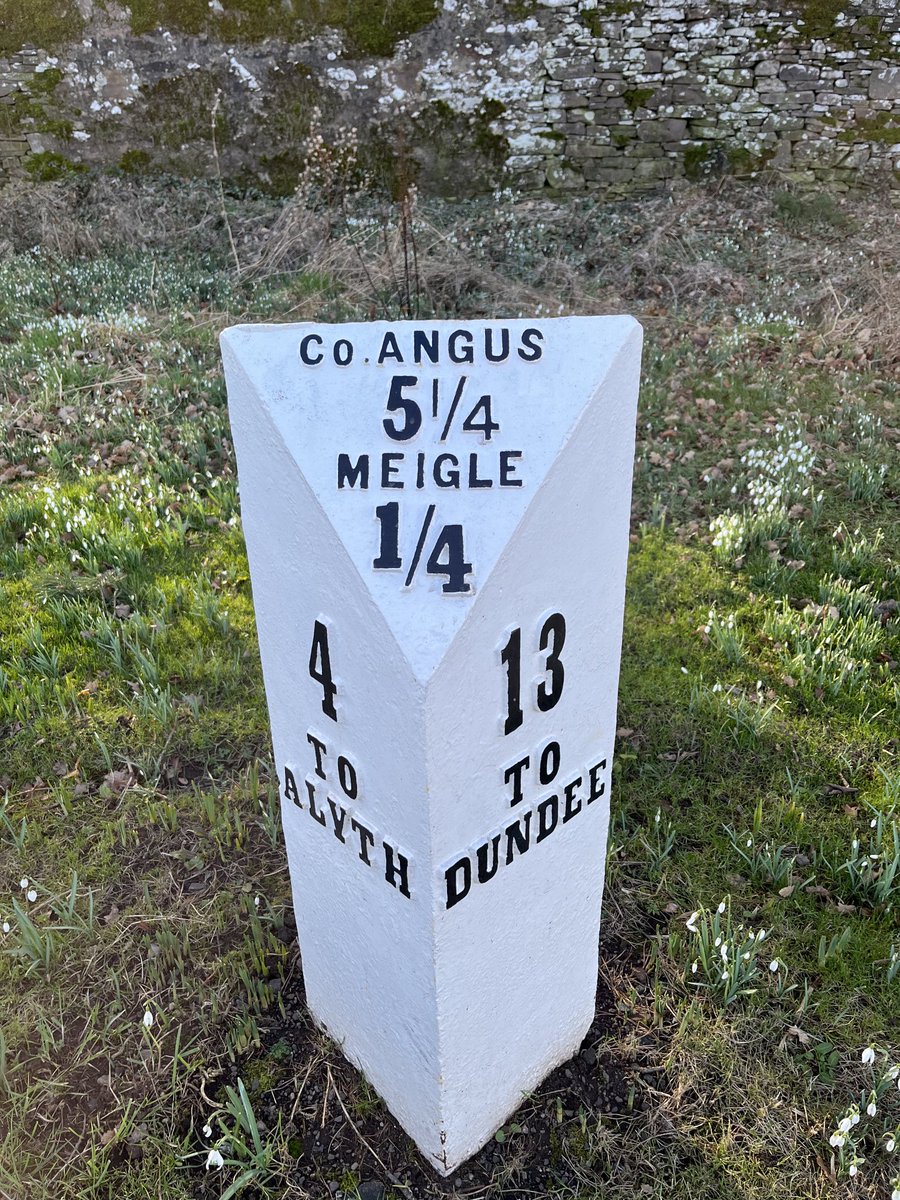 Co. ANGUS
5 1/4
MEIGLE
1/4
4
TO
ALYTH
13
TO
DUNDEE